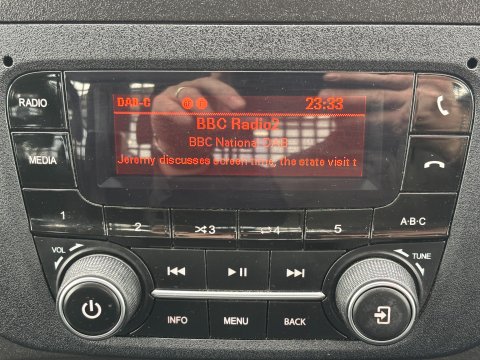 RADIO
DAB-C 23:33
BBC Radio2
BBC National DAB
Jeremy discusses screen time, the state visit t
MEDIA
1 2 3 4 5 A·B·C
VOL
TUNE
INFO MENU BACK